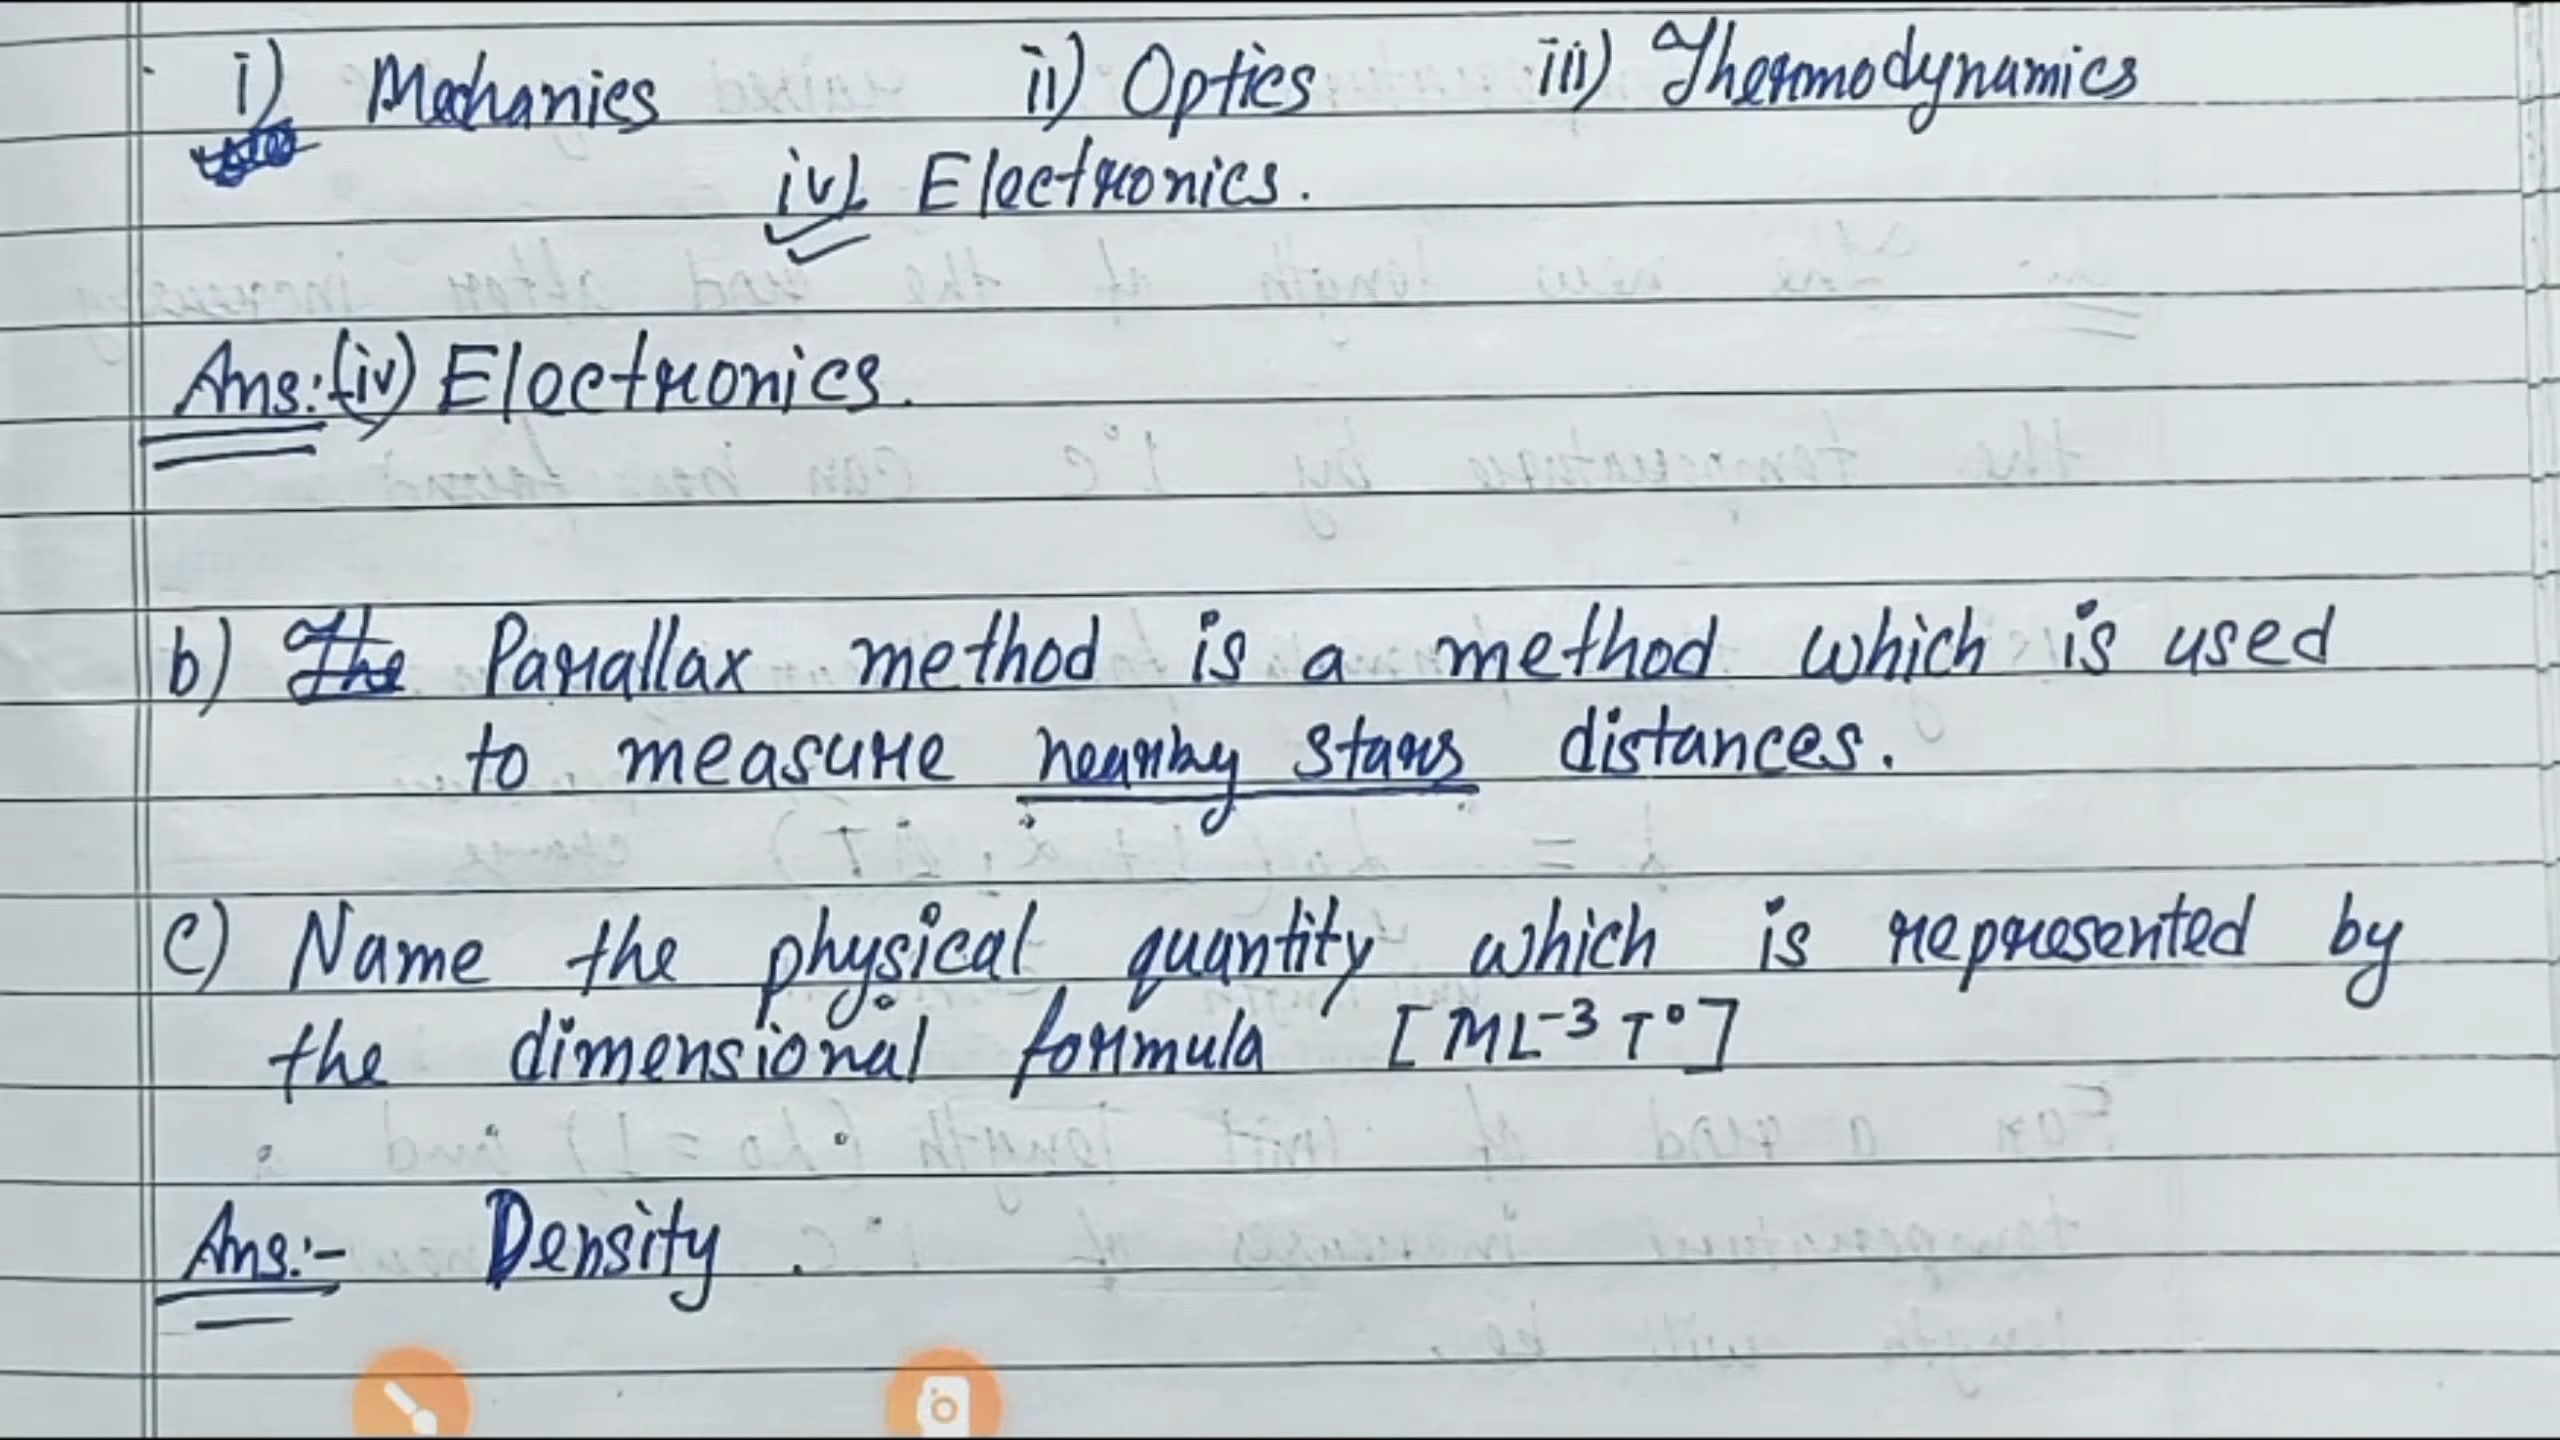 i) Mechanics ii) Optics iii) Thermodynamics
iv) Electronics.
Ans:(iv) Electronics.
b) The Parallax method is a method which is used
to measure nearby stars distances.
c) Name the physical quantity which is represented by
the dimensional formula [ML⁻³T⁰]
Ans:- Density.